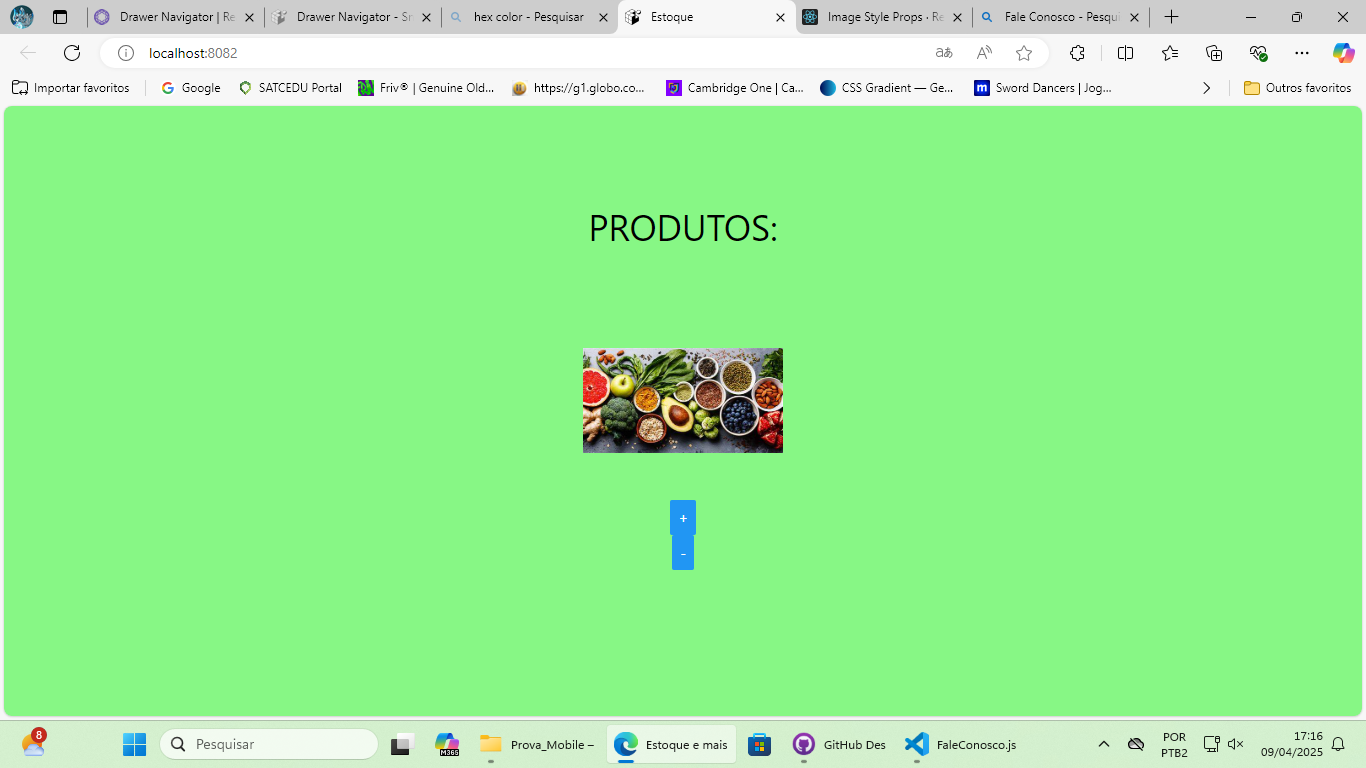 Drawer Navigator | Re
Drawer Navigator - Sn
hex color - Pesquisar
Estoque
Image Style Props · Re
Fale Conosco - Pesqui
localhost:8082
Importar favoritos
Google
SATCEDU Portal
Friv® | Genuine Old...
https://g1.globo.co...
Cambridge One | Ca...
CSS Gradient — Ge...
m
Sword Dancers | Jog...
Outros favoritos
PRODUTOS:
+
-
8
Pesquisar
M365
Prova_Mobile –
Estoque e mais
GitHub Des
FaleConosco.js
POR
PTB2
17:16
09/04/2025